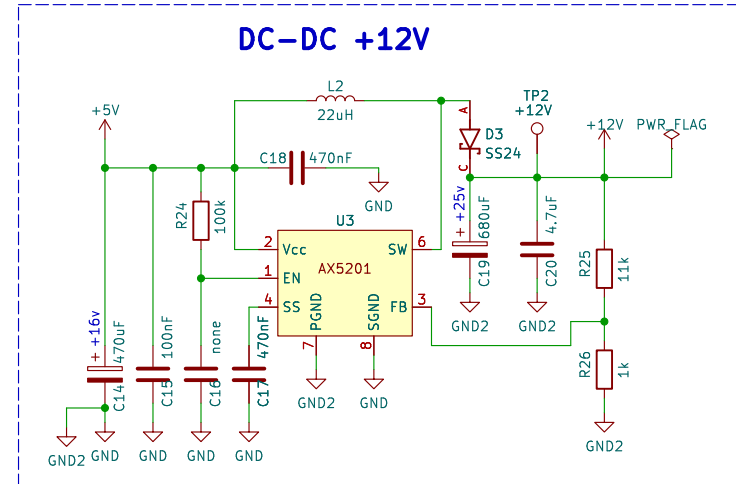 DC-DC +12V
L2
22uH
TP2
+12V
+5V
A
D3
SS24
C
+12V
PWR_FLAG
C18
470nF
GND
R24
100k
U3
AX5201
2
Vcc
1
EN
4
SS
PGND
SGND
SW
6
FB
3
7
8
+
+25v
680uF
C19
4.7uF
C20
R25
11k
R26
1k
GND2
GND2
+
+16v
470uF
C14
100nF
C15
none
C16
470nF
C17
GND2
GND
GND2
GND2
GND
GND
GND
GND